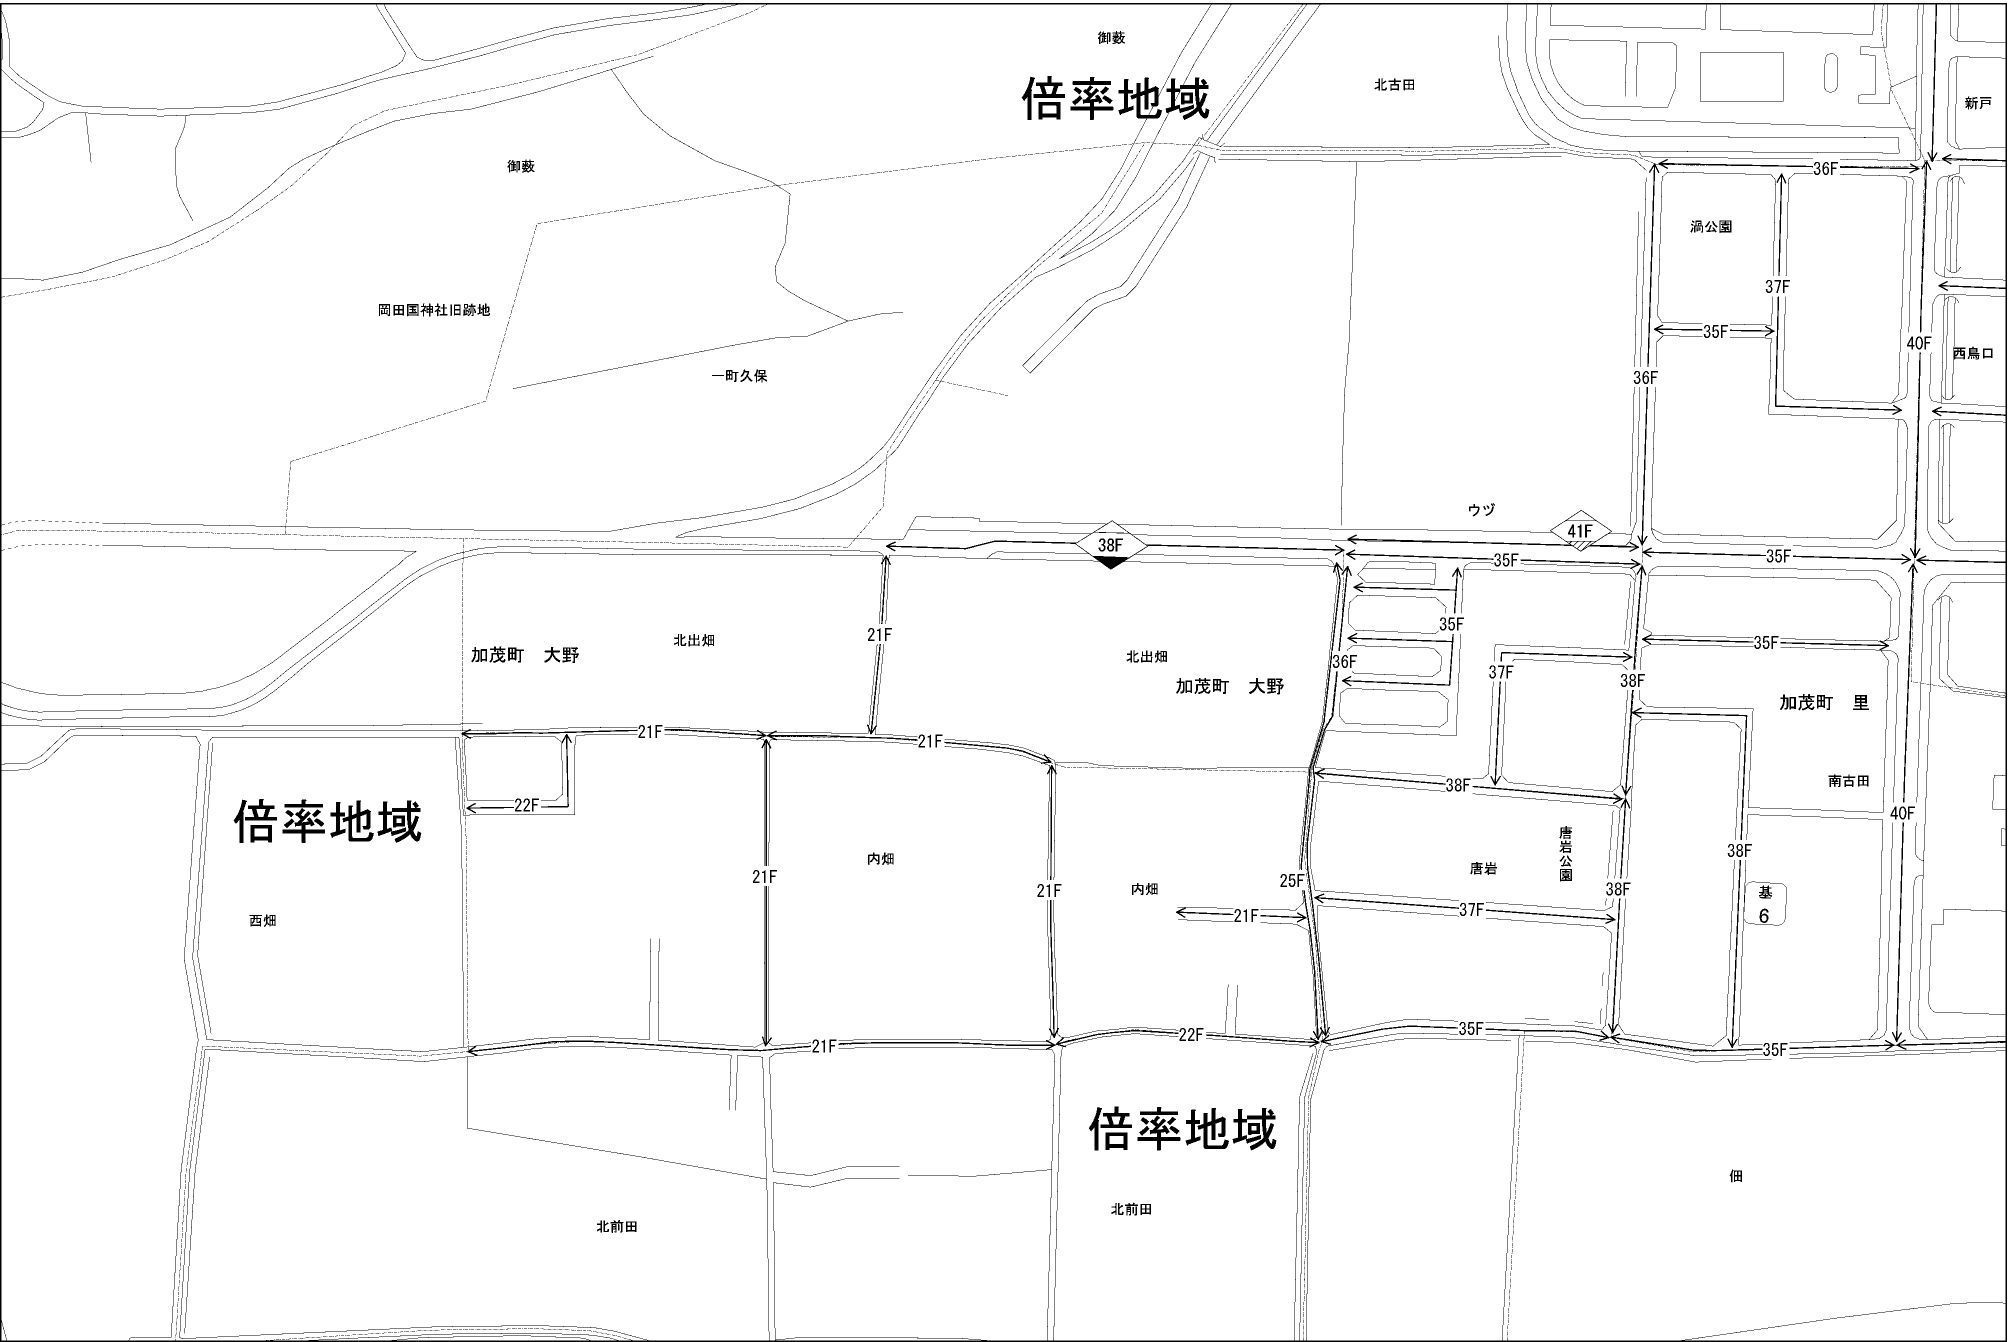 御薮
倍率地域
北古田
新戸
御薮
36F
渦公園
37F
岡田国神社旧跡地
35F
40F
西鳥口
一町久保
36F
ウヅ
41F
38F
35F
35F
21F
35F
北出畑
加茂町　大野
35F
北出畑
36F
37F
38F
加茂町　大野
加茂町　里
21F
21F
南古田
38F
22F
40F
倍率地域
唐岩公園
38F
内畑
唐岩
21F
21F
内畑
25F
38F
基
6
西畑
21F
37F
22F
35F
21F
35F
倍率地域
佃
北前田
北前田